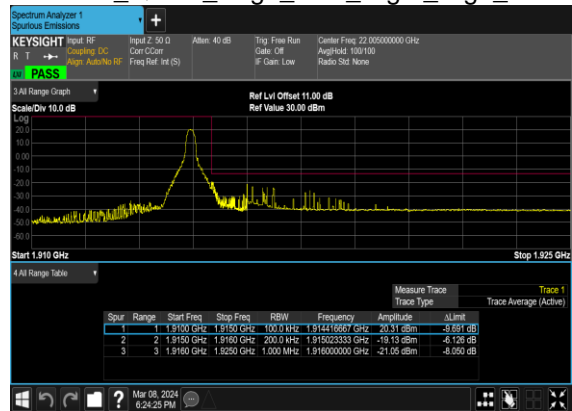 Spectrum Analyzer 1
Spurious Emissions
+
KEYSIGHT Input: RF Input Z: 50 Ω Atten: 40 dB Trig: Free Run Center Freq: 22.005000000 GHz
R T Coupling: DC Corr CCorr Gate: Off Avg|Hold: 100/100
Align: Auto/No RF Freq Ref: Int (S) IF Gain: Low Radio Std: None
LW PASS
3 All Range Graph
Ref Lvl Offset 11.00 dB
Scale/Div 10.0 dB Ref Value 30.00 dBm
Log
20.0
10.0
0.00
-10.0
-20.0
-30.0
-40.0
-50.0
-60.0
Start 1.910 GHz Stop 1.925 GHz
4 All Range Table
Measure Trace Trace 1
Trace Type Trace Average (Active)
Spur Range Start Freq Stop Freq RBW Frequency Amplitude ΔLimit
1 1 1.9100 GHz 1.9150 GHz 100.0 kHz 1.914416667 GHz 20.31 dBm -9.691 dB
2 2 1.9150 GHz 1.9160 GHz 200.0 kHz 1.915023333 GHz -19.13 dBm -6.126 dB
3 3 1.9160 GHz 1.9250 GHz 1.000 MHz 1.916000000 GHz -21.05 dBm -8.050 dB
? Mar 08, 2024
6:24:25 PM